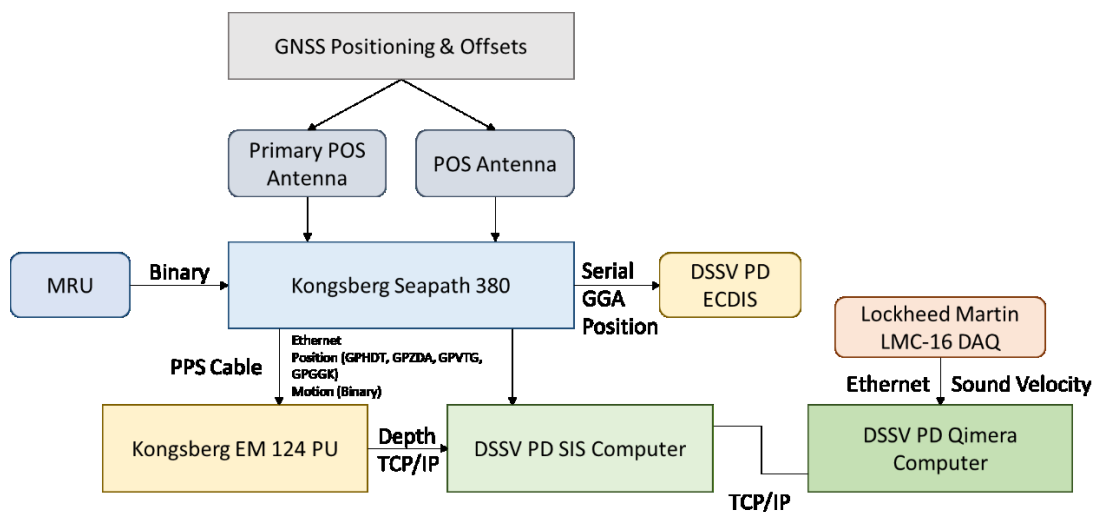 GNSS Positioning & Offsets
Primary POS
Antenna
POS Antenna
MRU
Binary
Kongsberg Seapath 380
Serial
GGA
Position
DSSV PD
ECDIS
Lockheed Martin
LMC-16 DAQ
PPS Cable
Ethernet
Position (GPHDT, GPZDA, GPVTG,
GPGGK)
Motion (Binary)
Ethernet
Sound Velocity
Kongsberg EM 124 PU
Depth
TCP/IP
DSSV PD SIS Computer
TCP/IP
DSSV PD Qimera
Computer